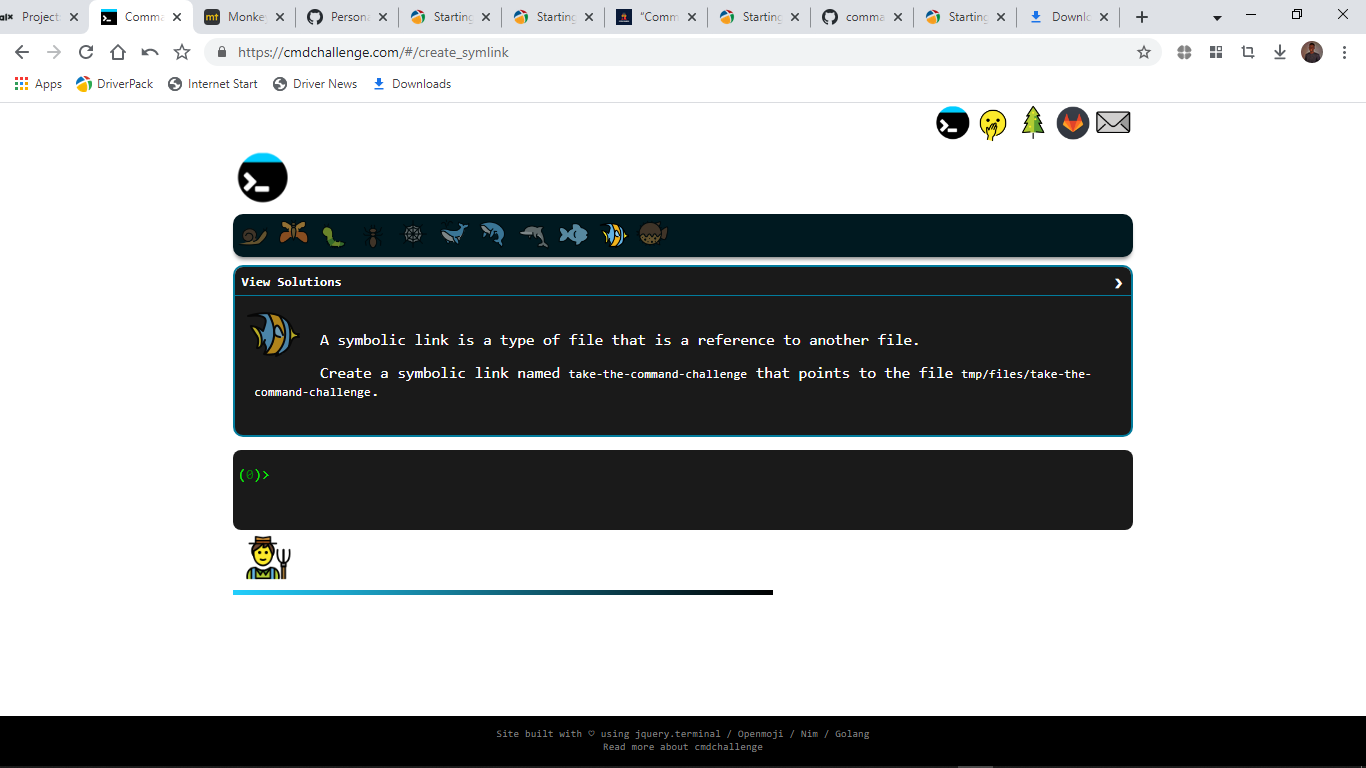 Project: Comma Monke Persona Starting Starting "Comm Starting comma Starting Downlo
https://cmdchallenge.com/#/create_symlink
Apps DriverPack Internet Start Driver News Downloads
View Solutions
A symbolic link is a type of file that is a reference to another file.
Create a symbolic link named take-the-command-challenge that points to the file tmp/files/take-the-
command-challenge.
(0)>
Site built with ♡ using jquery.terminal / Openmoji / Nim / Golang
Read more about cmdchallenge